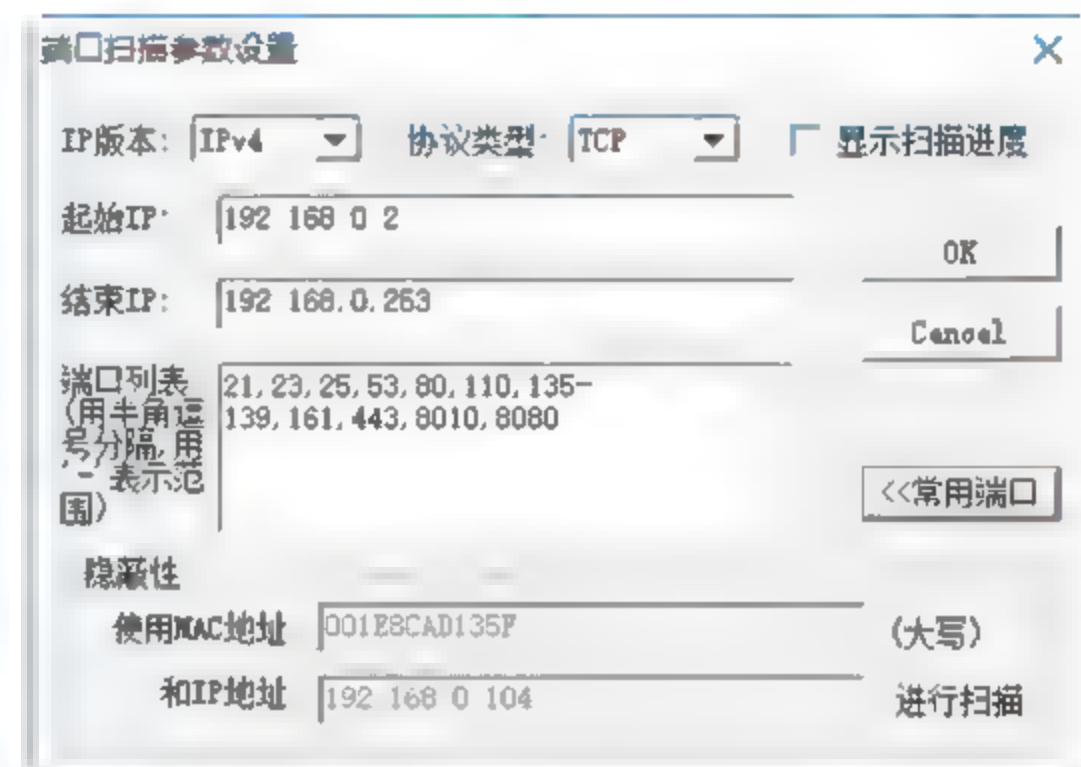 端口扫描参数设置
IP版本: IPv4 协议类型: TCP 显示扫描进度
起始IP: 192 168 0 2
OK
结束IP: 192 168.0.253
Cancel
端口列表
(用半角逗
号分隔,用
'-' 表示范
围)
21,23,25,53,80,110,135-
139,161,443,8010,8080
<<常用端口
隐蔽性
使用MAC地址 001E8CAD135F (大写)
和IP地址 192 168 0 104 进行扫描